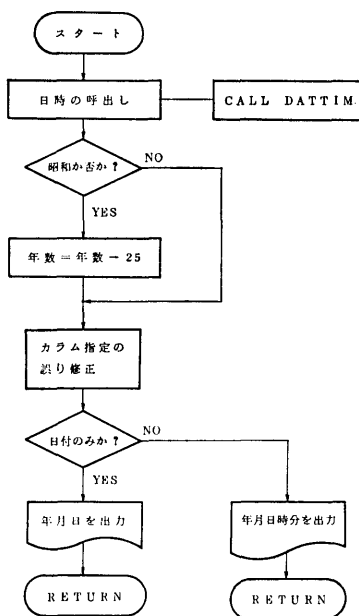 スタート
日時の呼出し
CALL DATTIM
昭和か否か?
NO
YES
年数=年数-25
カラム指定の
誤り修正
日付のみか?
NO
YES
年月日を出力
年月日時分を出力
RETURN
RETURN